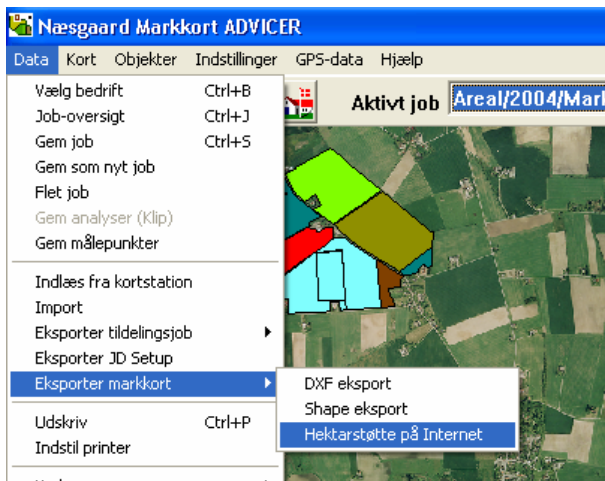 Næsgaard Markkort ADVICER
Data Kort Objekter Indstillinger GPS-data Hjælp
Aktivt job Areal/2004/Mark
Vælg bedrift Ctrl+B
Job-oversigt Ctrl+J
Gem job Ctrl+S
Gem som nyt job
Flet job
Gem analyser (Klip)
Gem målepunkter
Indlæs fra kortstation
Import
Eksporter tildelingsjob
Eksporter JD Setup
Eksporter markkort
DXF eksport
Shape eksport
Hektarstøtte på Internet
Udskriv Ctrl+P
Indstil printer